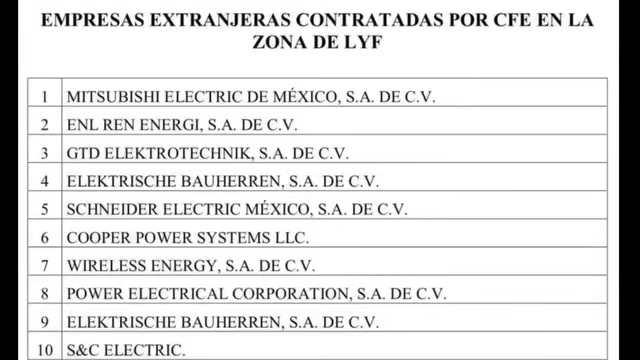 EMPRESAS EXTRANJERAS CONTRATADAS POR CFE EN LA
ZONA DE LYF
1 MITSUBISHI ELECTRIC DE MÉXICO, S.A. DE C.V.
2 ENL REN ENERGI, S.A. DE C.V.
3 GTD ELEKTROTECHNIK, S.A. DE C.V.
4 ELEKTRISCHE BAUHERREN, S.A. DE C.V.
5 SCHNEIDER ELECTRIC MÉXICO, S.A. DE C.V.
6 COOPER POWER SYSTEMS LLC.
7 WIRELESS ENERGY, S.A. DE C.V.
8 POWER ELECTRICAL CORPORATION, S.A. DE C.V.
9 ELEKTRISCHE BAUHERREN, S.A. DE C.V.
10 S&C ELECTRIC.